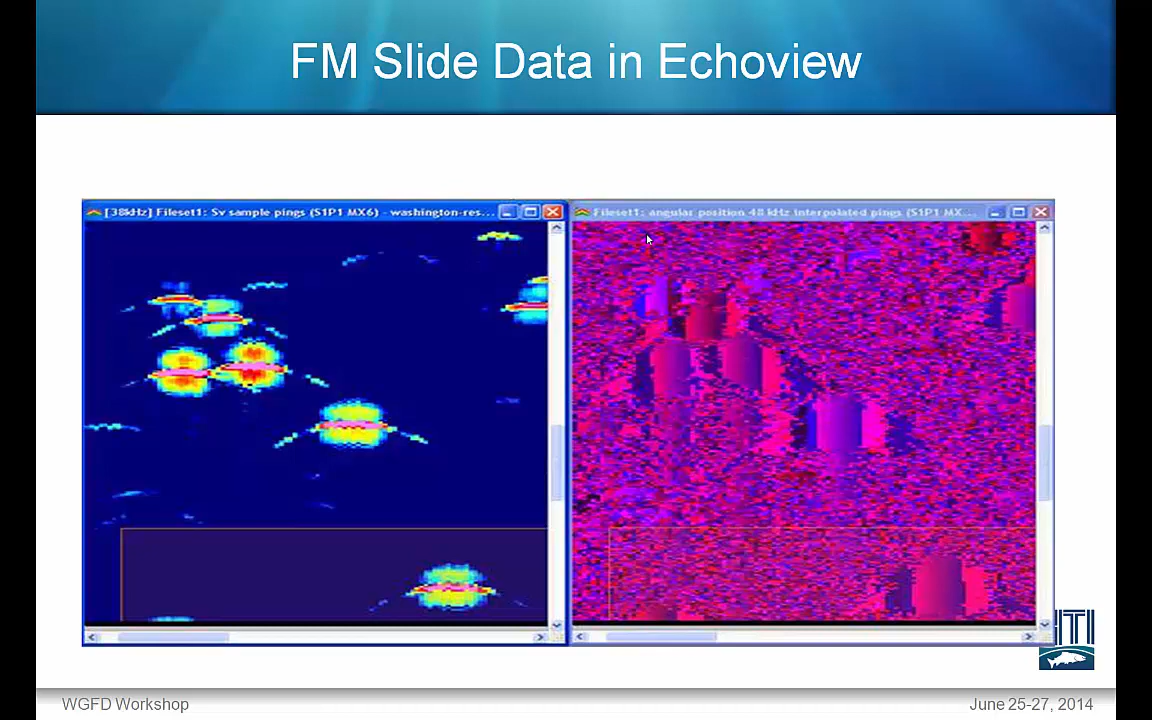 FM Slide Data in Echoview
[38kHz] Fileset1: Sv sample pings (S1P1 MX6) - washington-res...
Fileset1: angular position 48 kHz interpolated pings (S1P1 MX...
HTI
WGFD Workshop
June 25-27, 2014